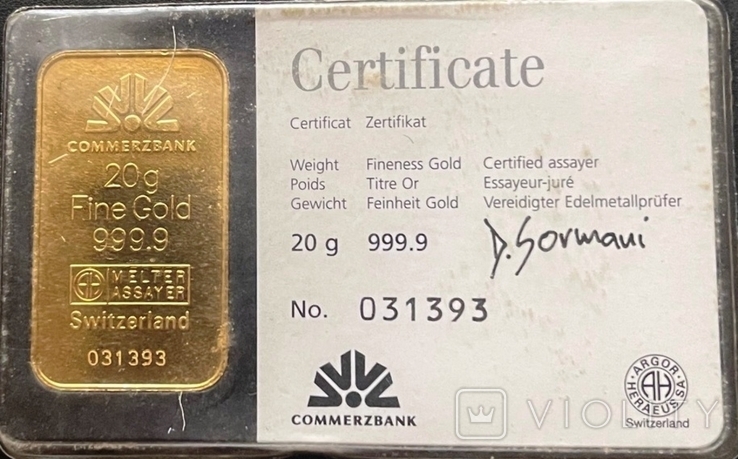 COMMERZBANK
20g
Fine Gold
999.9
AH MELTER
ASSAYER
Switzerland
031393
Certificate
Certificat Zertifikat
Weight Fineness Gold Certified assayer
Poids Titre Or Essayeur-juré
Gewicht Feinheit Gold Vereidigter Edelmetallprüfer
20 g 999.9 D. Sormani
No. 031393
COMMERZBANK
ARGOR HERAEUS SA
AH
Switzerland
VIOLITY